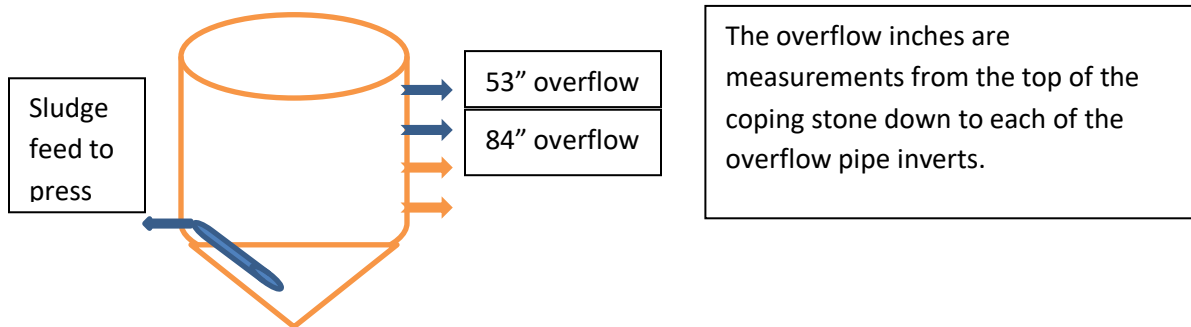 Sludge
feed to
press
53” overflow
84” overflow
The overflow inches are
measurements from the top of the
coping stone down to each of the
overflow pipe inverts.